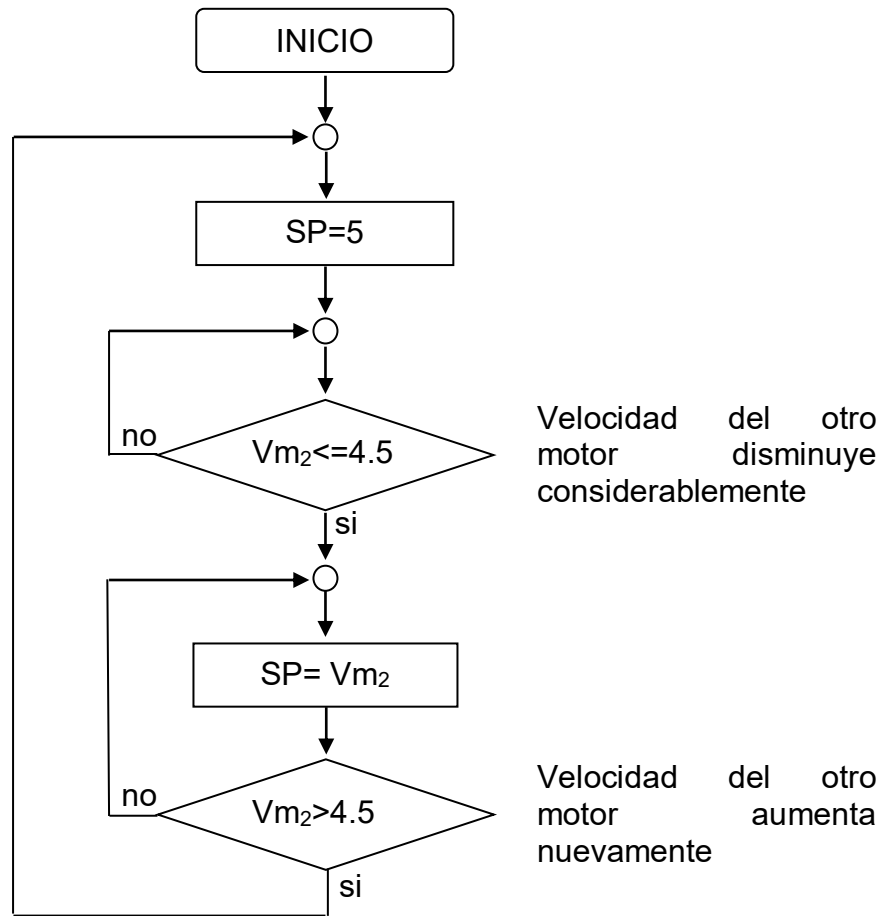 INICIO
SP=5
no
Vm₂<=4.5
Velocidad del otro
motor disminuye
considerablemente
si
SP= Vm₂
no
Vm₂>4.5
Velocidad del otro
motor aumenta
nuevamente
si